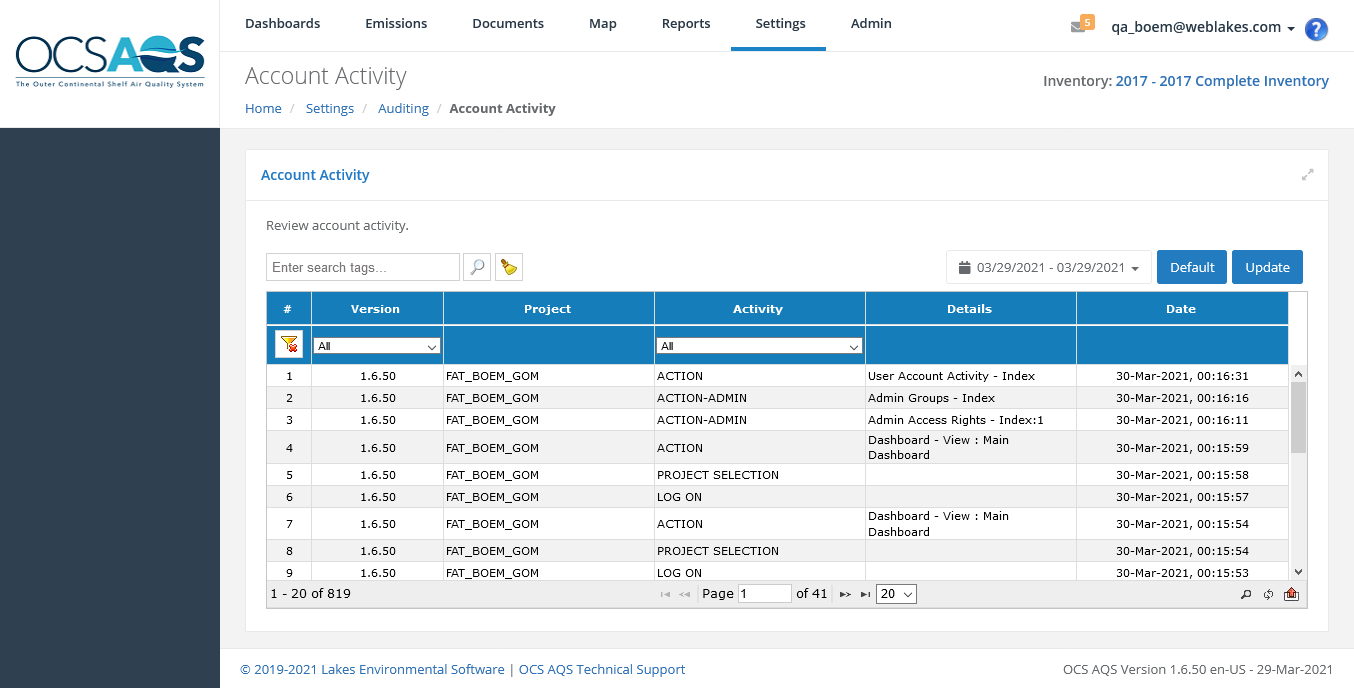 Dashboards Emissions Documents Map Reports Settings Admin 5 qa_boem@weblakes.com ?
OCSAQS
The Outer Continental Shelf Air Quality System
Account Activity
Inventory: 2017 - 2017 Complete Inventory
Home / Settings / Auditing / Account Activity
Account Activity
Review account activity.
Enter search tags... 03/29/2021 - 03/29/2021 Default Update
# Version Project Activity Details Date
All All
1 1.6.50 FAT_BOEM_GOM ACTION User Account Activity - Index 30-Mar-2021, 00:16:31
2 1.6.50 FAT_BOEM_GOM ACTION-ADMIN Admin Groups - Index 30-Mar-2021, 00:16:16
3 1.6.50 FAT_BOEM_GOM ACTION-ADMIN Admin Access Rights - Index:1 30-Mar-2021, 00:16:11
4 1.6.50 FAT_BOEM_GOM ACTION Dashboard - View : Main
Dashboard 30-Mar-2021, 00:15:59
5 1.6.50 FAT_BOEM_GOM PROJECT SELECTION 30-Mar-2021, 00:15:58
6 1.6.50 FAT_BOEM_GOM LOG ON 30-Mar-2021, 00:15:57
7 1.6.50 FAT_BOEM_GOM ACTION Dashboard - View : Main
Dashboard 30-Mar-2021, 00:15:54
8 1.6.50 FAT_BOEM_GOM PROJECT SELECTION 30-Mar-2021, 00:15:54
9 1.6.50 FAT_BOEM_GOM LOG ON 30-Mar-2021, 00:15:53
1 - 20 of 819 Page 1 of 41 20
© 2019-2021 Lakes Environmental Software | OCS AQS Technical Support
OCS AQS Version 1.6.50 en-US - 29-Mar-2021